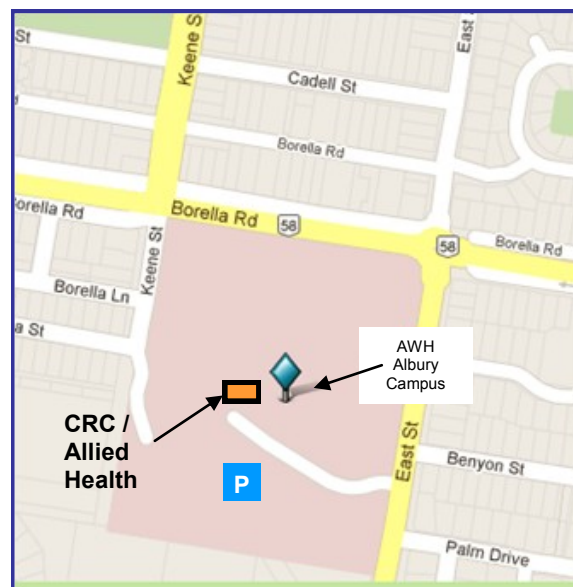 Keene St
East S
St
Cadell St
Borella Rd
Borella Rd
Borella Rd
58
58
Borella Rd
Keene St
Borella Ln
a St
AWH
Albury
Campus
CRC /
Allied
Health
P
East St
Benyon St
Palm Drive